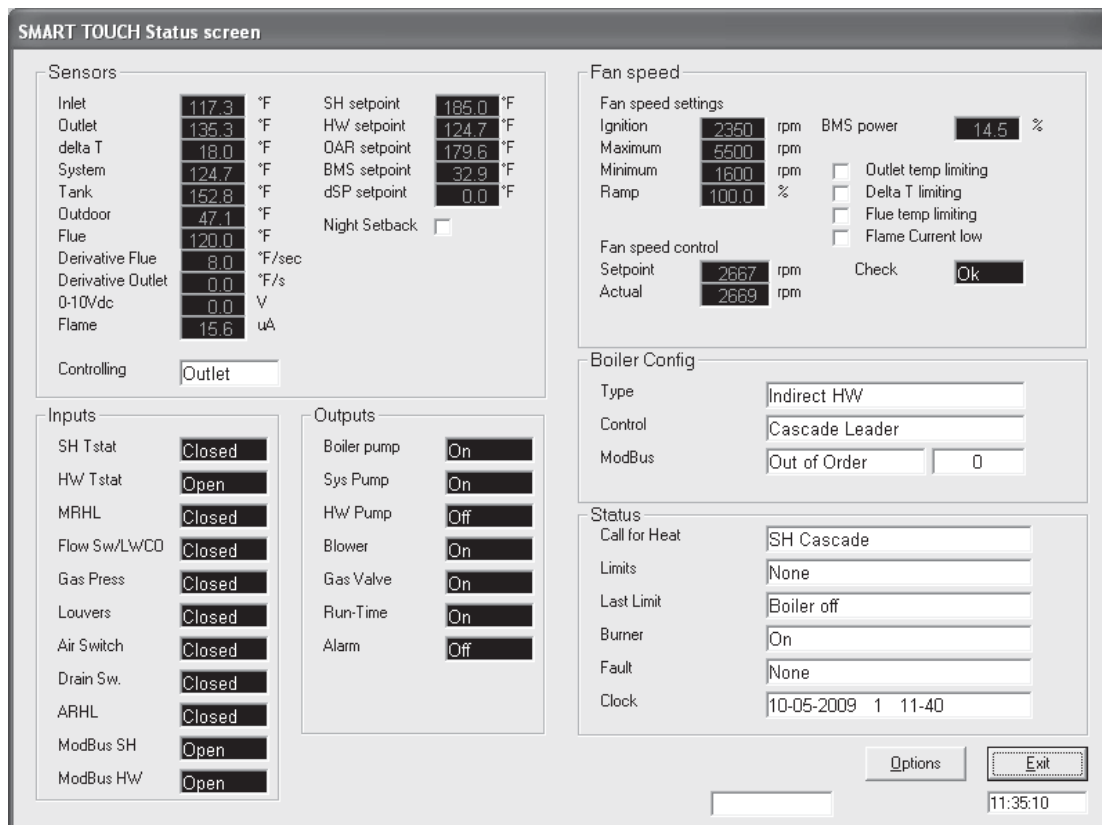 SMART TOUCH Status screen
Sensors
Inlet 117.3 °F
Outlet 135.3 °F
delta T 18.0 °F
System 124.7 °F
Tank 152.8 °F
Outdoor 47.1 °F
Flue 120.0 °F
Derivative Flue 8.0 °F/sec
Derivative Outlet 0.0 °F/s
0-10Vdc 0.0 V
Flame 15.6 uA
SH setpoint 185.0 °F
HW setpoint 124.7 °F
OAR setpoint 179.6 °F
BMS setpoint 32.9 °F
dSP setpoint 0.0 °F
Night Setback
Controlling Outlet
Fan speed
Fan speed settings
Ignition 2350 rpm
Maximum 5500 rpm
Minimum 1600 rpm
Ramp 100.0 %
BMS power 14.5 %
Outlet temp limiting
Delta T limiting
Flue temp limiting
Flame Current low
Fan speed control
Setpoint 2667 rpm
Actual 2669 rpm
Check Ok
Inputs
SH Tstat Closed
HW Tstat Open
MRHL Closed
Flow Sw/LWCO Closed
Gas Press Closed
Louvers Closed
Air Switch Closed
Drain Sw. Closed
ARHL Closed
ModBus SH Open
ModBus HW Open
Outputs
Boiler pump On
Sys Pump On
HW Pump Off
Blower On
Gas Valve On
Run-Time On
Alarm Off
Boiler Config
Type Indirect HW
Control Cascade Leader
ModBus Out of Order 0
Status
Call for Heat SH Cascade
Limits None
Last Limit Boiler off
Burner On
Fault None
Clock 10-05-2009 1 11-40
Options Exit
11:35:10